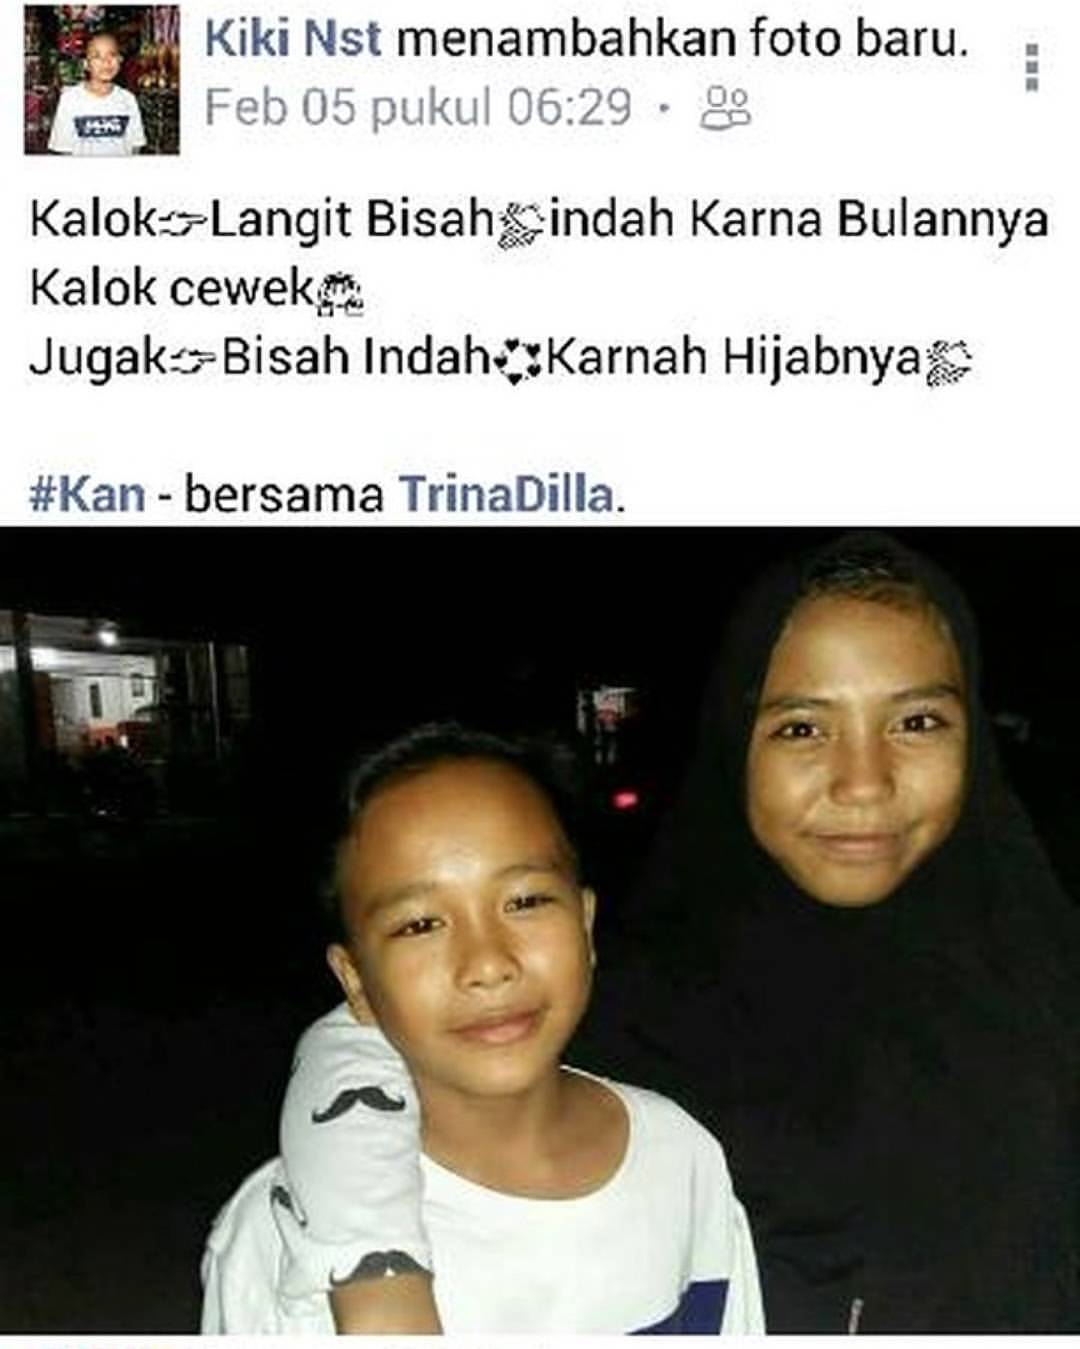 Kiki Nst menambahkan foto baru.
Feb 05 pukul 06:29 ·
Kalok👉Langit Bisah indah Karna Bulannya
Kalok cewek
Jugak👉Bisah Indah💞Karnah Hijabnya
#Kan - bersama TrinaDilla.